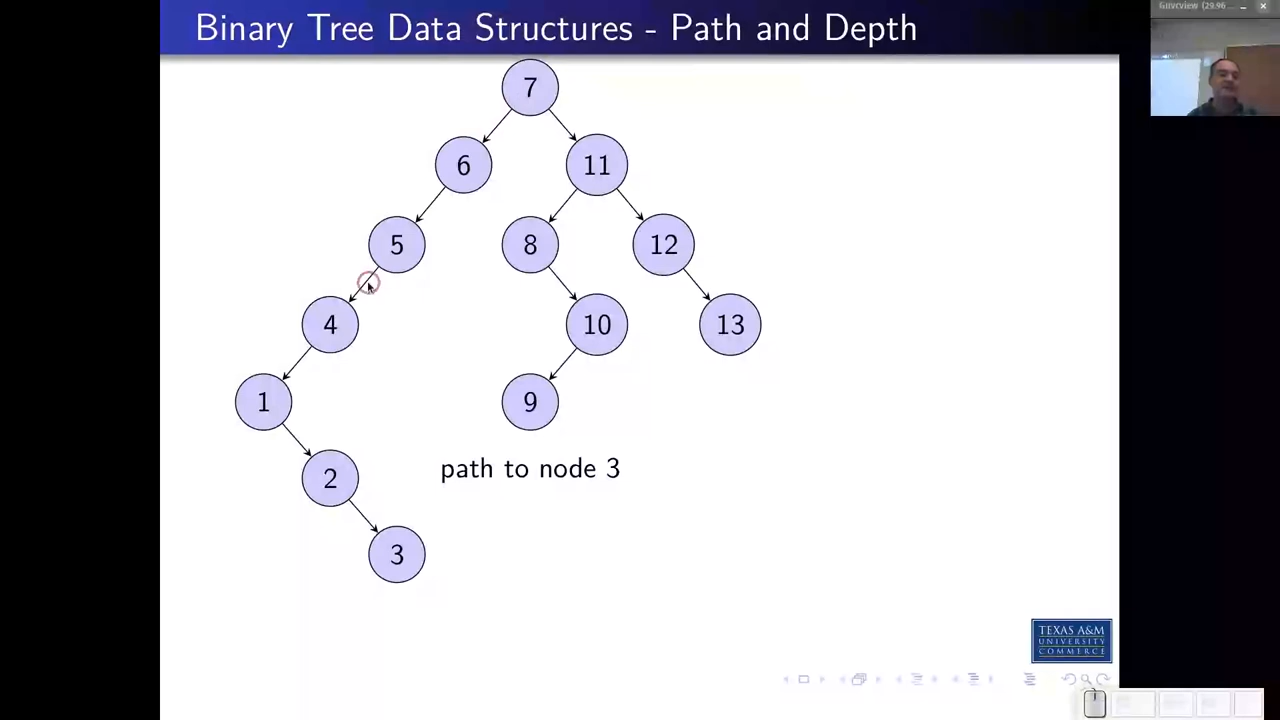 Binary Tree Data Structures - Path and Depth
7
6
11
5
8
12
4
10
13
1
9
path to node 3
2
3
TEXAS A&M
UNIVERSITY
COMMERCE